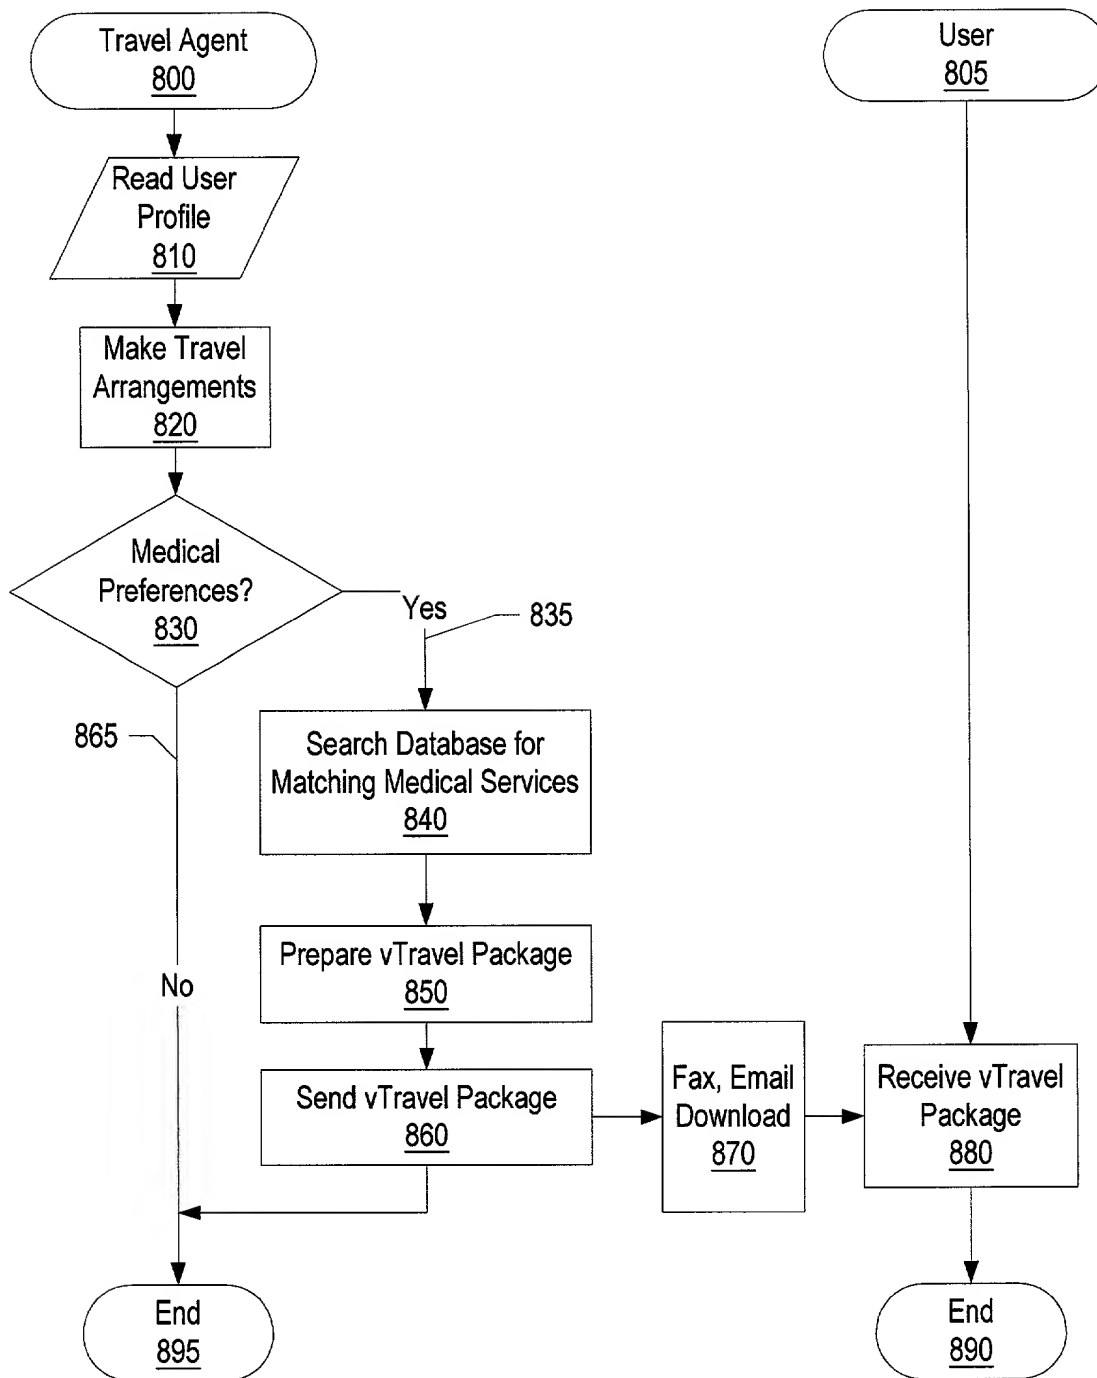 Travel Agent
800
User
805
Read User
Profile
810
Make Travel
Arrangements
820
Medical
Preferences?
830
Yes
835
865
Search Database for
Matching Medical Services
840
No
Prepare vTravel Package
850
Send vTravel Package
860
Fax, Email
Download
870
Receive vTravel
Package
880
End
895
End
890